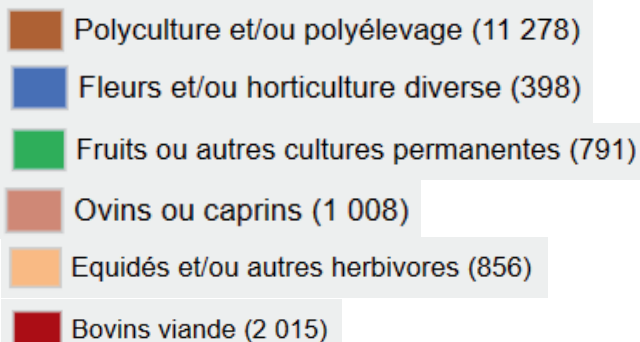 Polyculture et/ou polyélevage (11 278)
Fleurs et/ou horticulture diverse (398)
Fruits ou autres cultures permanentes (791)
Ovins ou caprins (1 008)
Equidés et/ou autres herbivores (856)
Bovins viande (2 015)